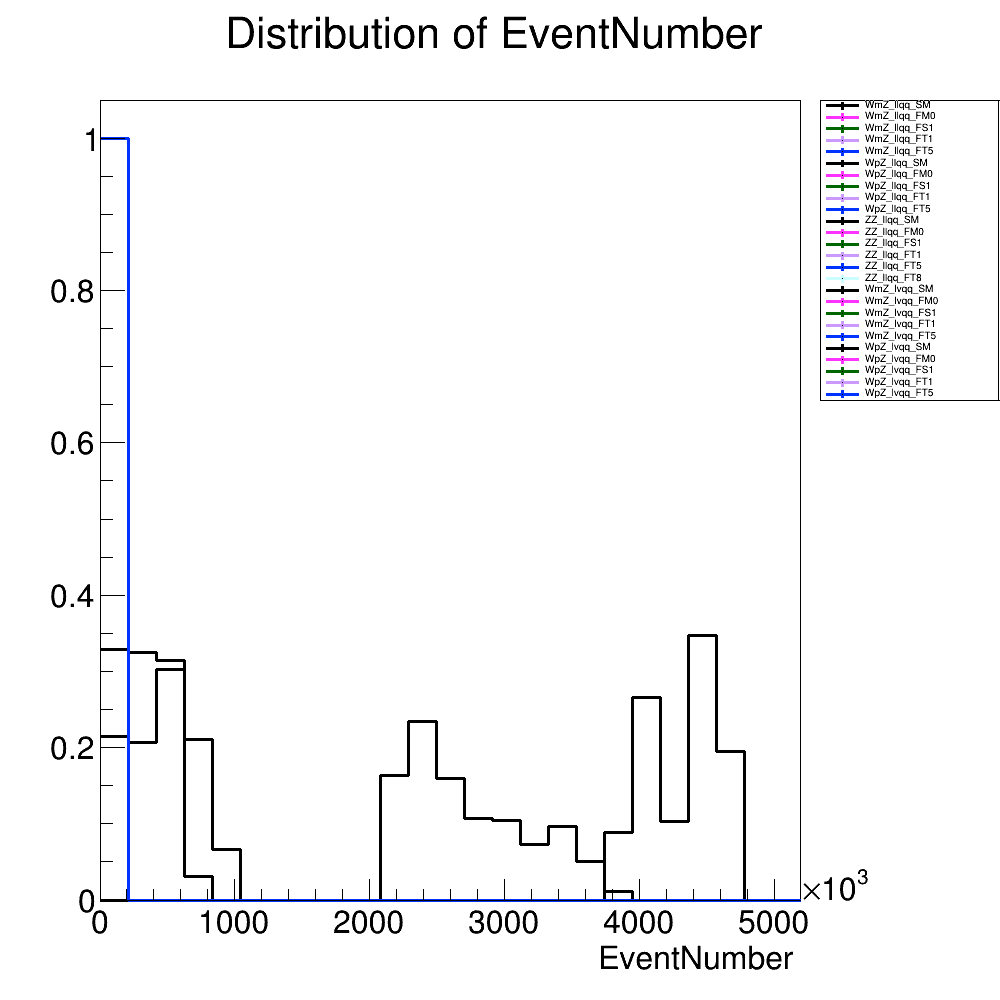 Distribution of EventNumber
1
0.8
0.6
0.4
0.2
0
0 1000 2000 3000 4000 5000
×10³
EventNumber
WmZ_llqq_SM
WmZ_llqq_FM0
WmZ_llqq_FS1
WmZ_llqq_FT1
WmZ_llqq_FT5
WpZ_llqq_SM
WpZ_llqq_FM0
WpZ_llqq_FS1
WpZ_llqq_FT1
WpZ_llqq_FT5
ZZ_llqq_SM
ZZ_llqq_FM0
ZZ_llqq_FS1
ZZ_llqq_FT1
ZZ_llqq_FT5
ZZ_llqq_FT8
WmZ_lvqq_SM
WmZ_lvqq_FM0
WmZ_lvqq_FS1
WmZ_lvqq_FT1
WmZ_lvqq_FT5
WpZ_lvqq_SM
WpZ_lvqq_FM0
WpZ_lvqq_FS1
WpZ_lvqq_FT1
WpZ_lvqq_FT5